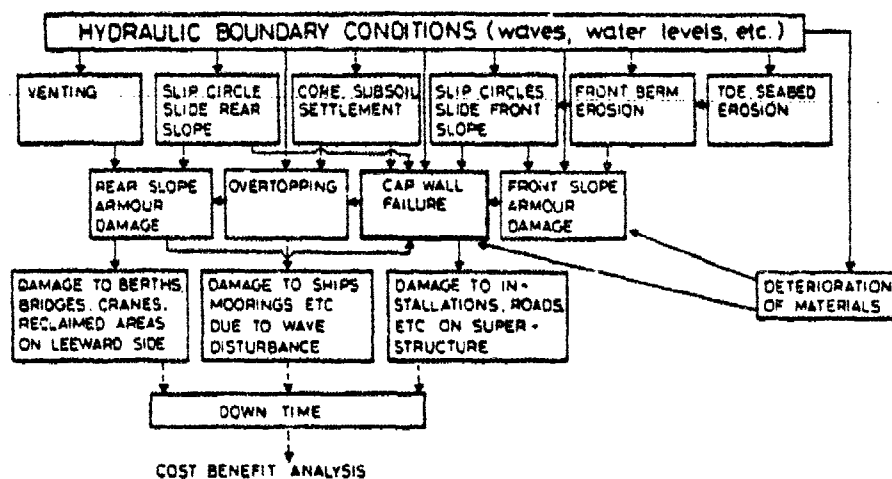 HYDRAULIC BOUNDARY CONDITIONS (waves, water levels, etc.)
VENTING
SLIP CIRCLE
SLIDE REAR
SLOPE
CORE, SUBSOIL
SETTLEMENT
SLIP CIRCLES
SLIDE FRONT
SLOPE
FRONT BERM
EROSION
TOE, SEABED
EROSION
REAR SLOPE
ARMOUR
DAMAGE
OVERTOPPING
CAP WALL
FAILURE
FRONT SLOPE
ARMOUR
DAMAGE
DETERIORATION
OF MATERIALS
DAMAGE TO BERTHS,
BRIDGES, CRANES,
RECLAIMED AREAS
ON LEEWARD SIDE
DAMAGE TO SHIPS
MOORINGS ETC
DUE TO WAVE
DISTURBANCE
DAMAGE TO IN-
STALLATIONS, ROADS,
ETC ON SUPER-
STRUCTURE
DOWN TIME
COST BENEFIT ANALYSIS